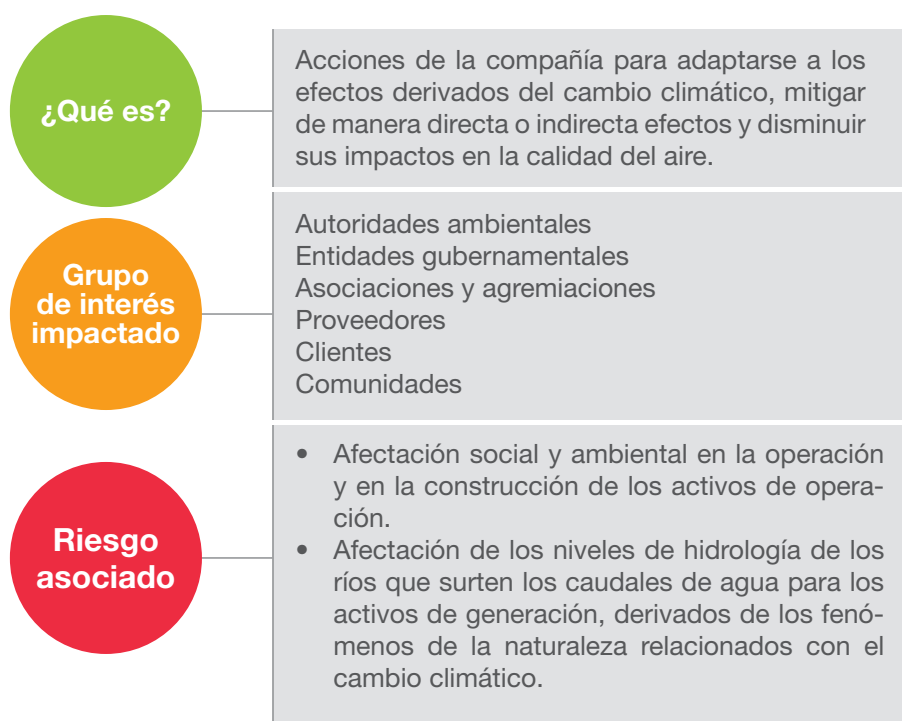 ¿Qué es?
Acciones de la compañía para adaptarse a los
efectos derivados del cambio climático, mitigar
de manera directa o indirecta efectos y disminuir
sus impactos en la calidad del aire.
Grupo
de interés
impactado
Autoridades ambientales
Entidades gubernamentales
Asociaciones y agremiaciones
Proveedores
Clientes
Comunidades
Riesgo
asociado
• Afectación social y ambiental en la operación
y en la construcción de los activos de opera-
ción.
• Afectación de los niveles de hidrología de los
ríos que surten los caudales de agua para los
activos de generación, derivados de los fenó-
menos de la naturaleza relacionados con el
cambio climático.